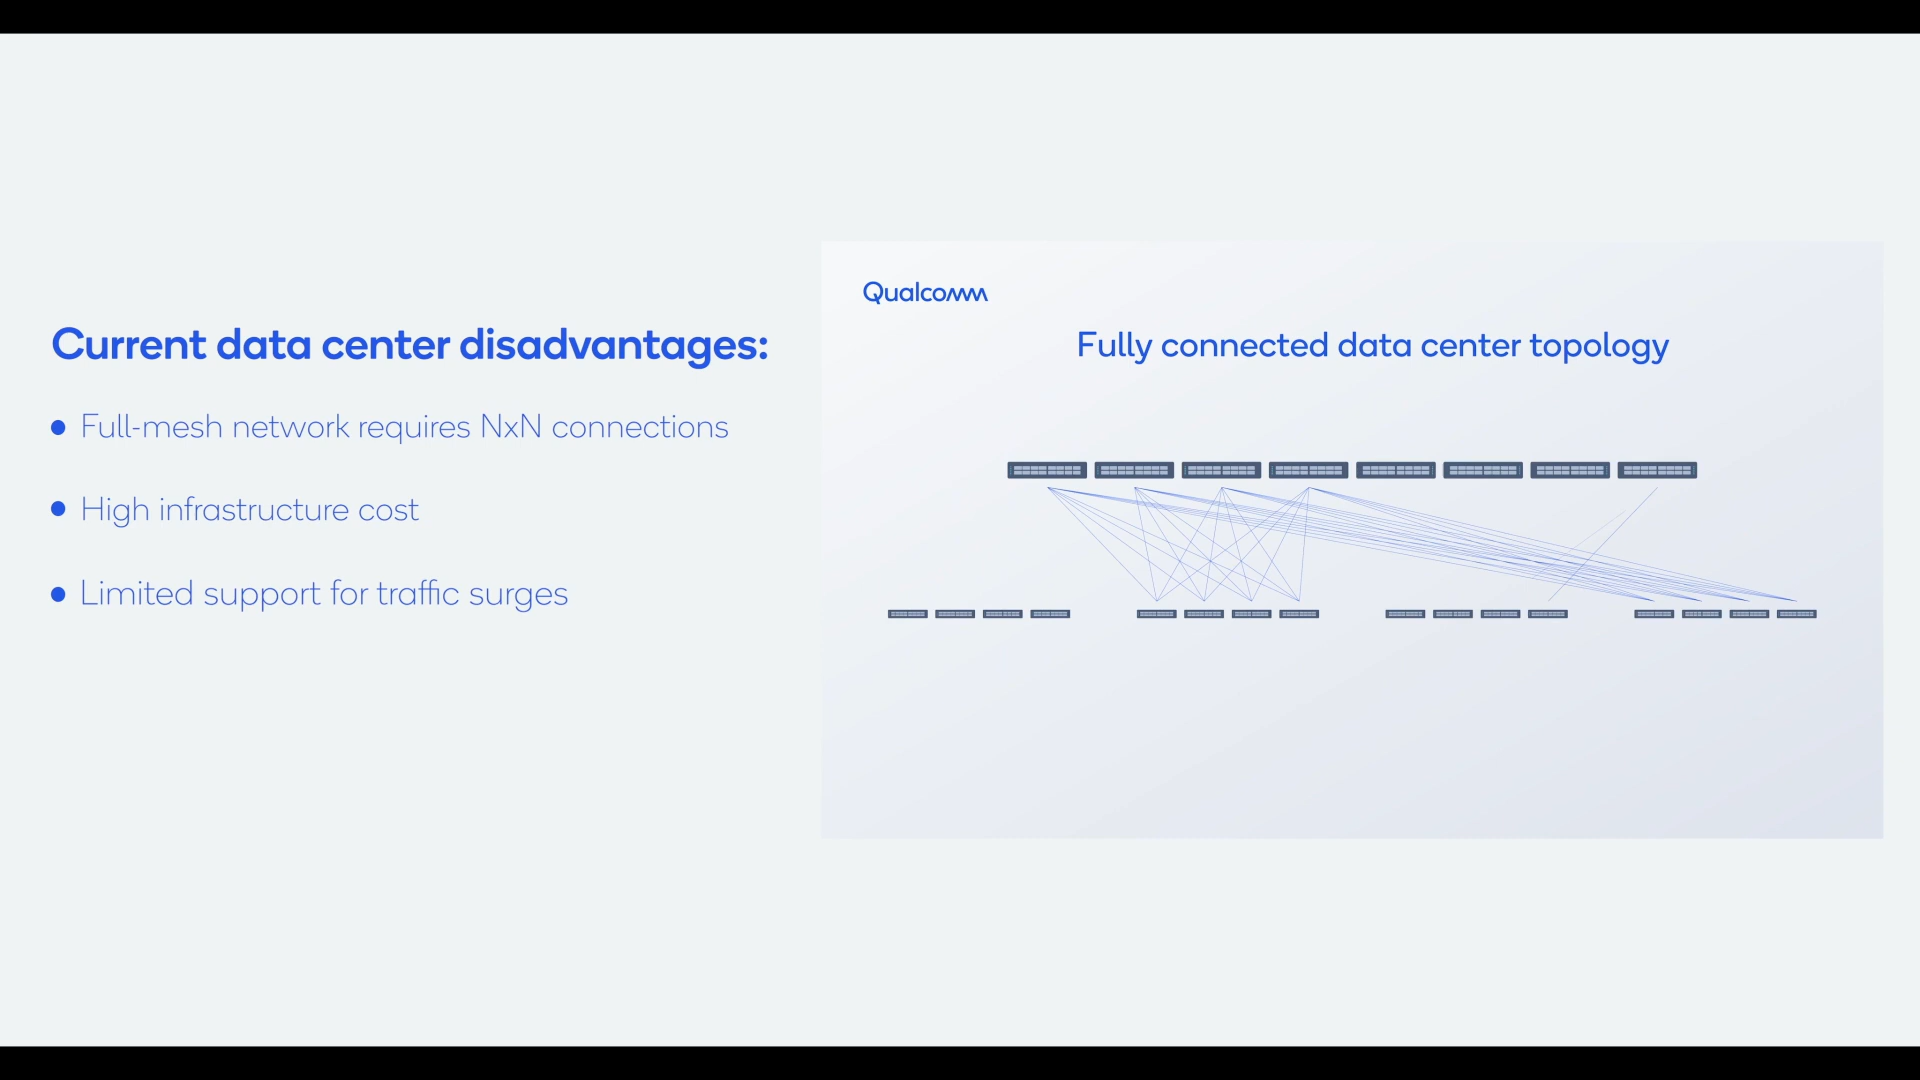 Current data center disadvantages:
Full-mesh network requires NxN connections
High infrastructure cost
Limited support for traffic surges
Qualcomm
Fully connected data center topology